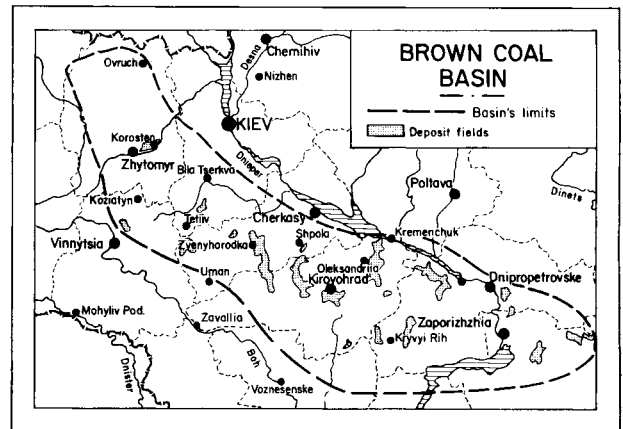 BROWN COAL
BASIN
Basin's limits
Deposit fields
Ovruch
Desna
Chernihiv
Nizhen
KIEV
Korosten
Zhytomyr
Dnieper
Bila Tserkva
Koziatyn
Poltava
Dinets
Tetiiv
Cherkasy
Vinnytsia
Zvenyhorodka
Shpola
Kremenchuk
Uman
Oleksandriia
Kirovohrad
Dnipropetrovske
Mohyliv Pod.
Zavallia
Kryvyi Rih
Zaporizhzhia
Dnister
Boh
Voznesenske